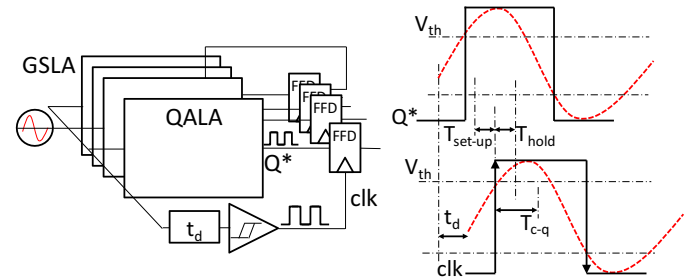 GSLA
QALA
FFD
FFD
FFD
FFD
Q*
clk
t_d
V_th
Q*
T_set-up
T_hold
V_th
t_d
T_c-q
clk